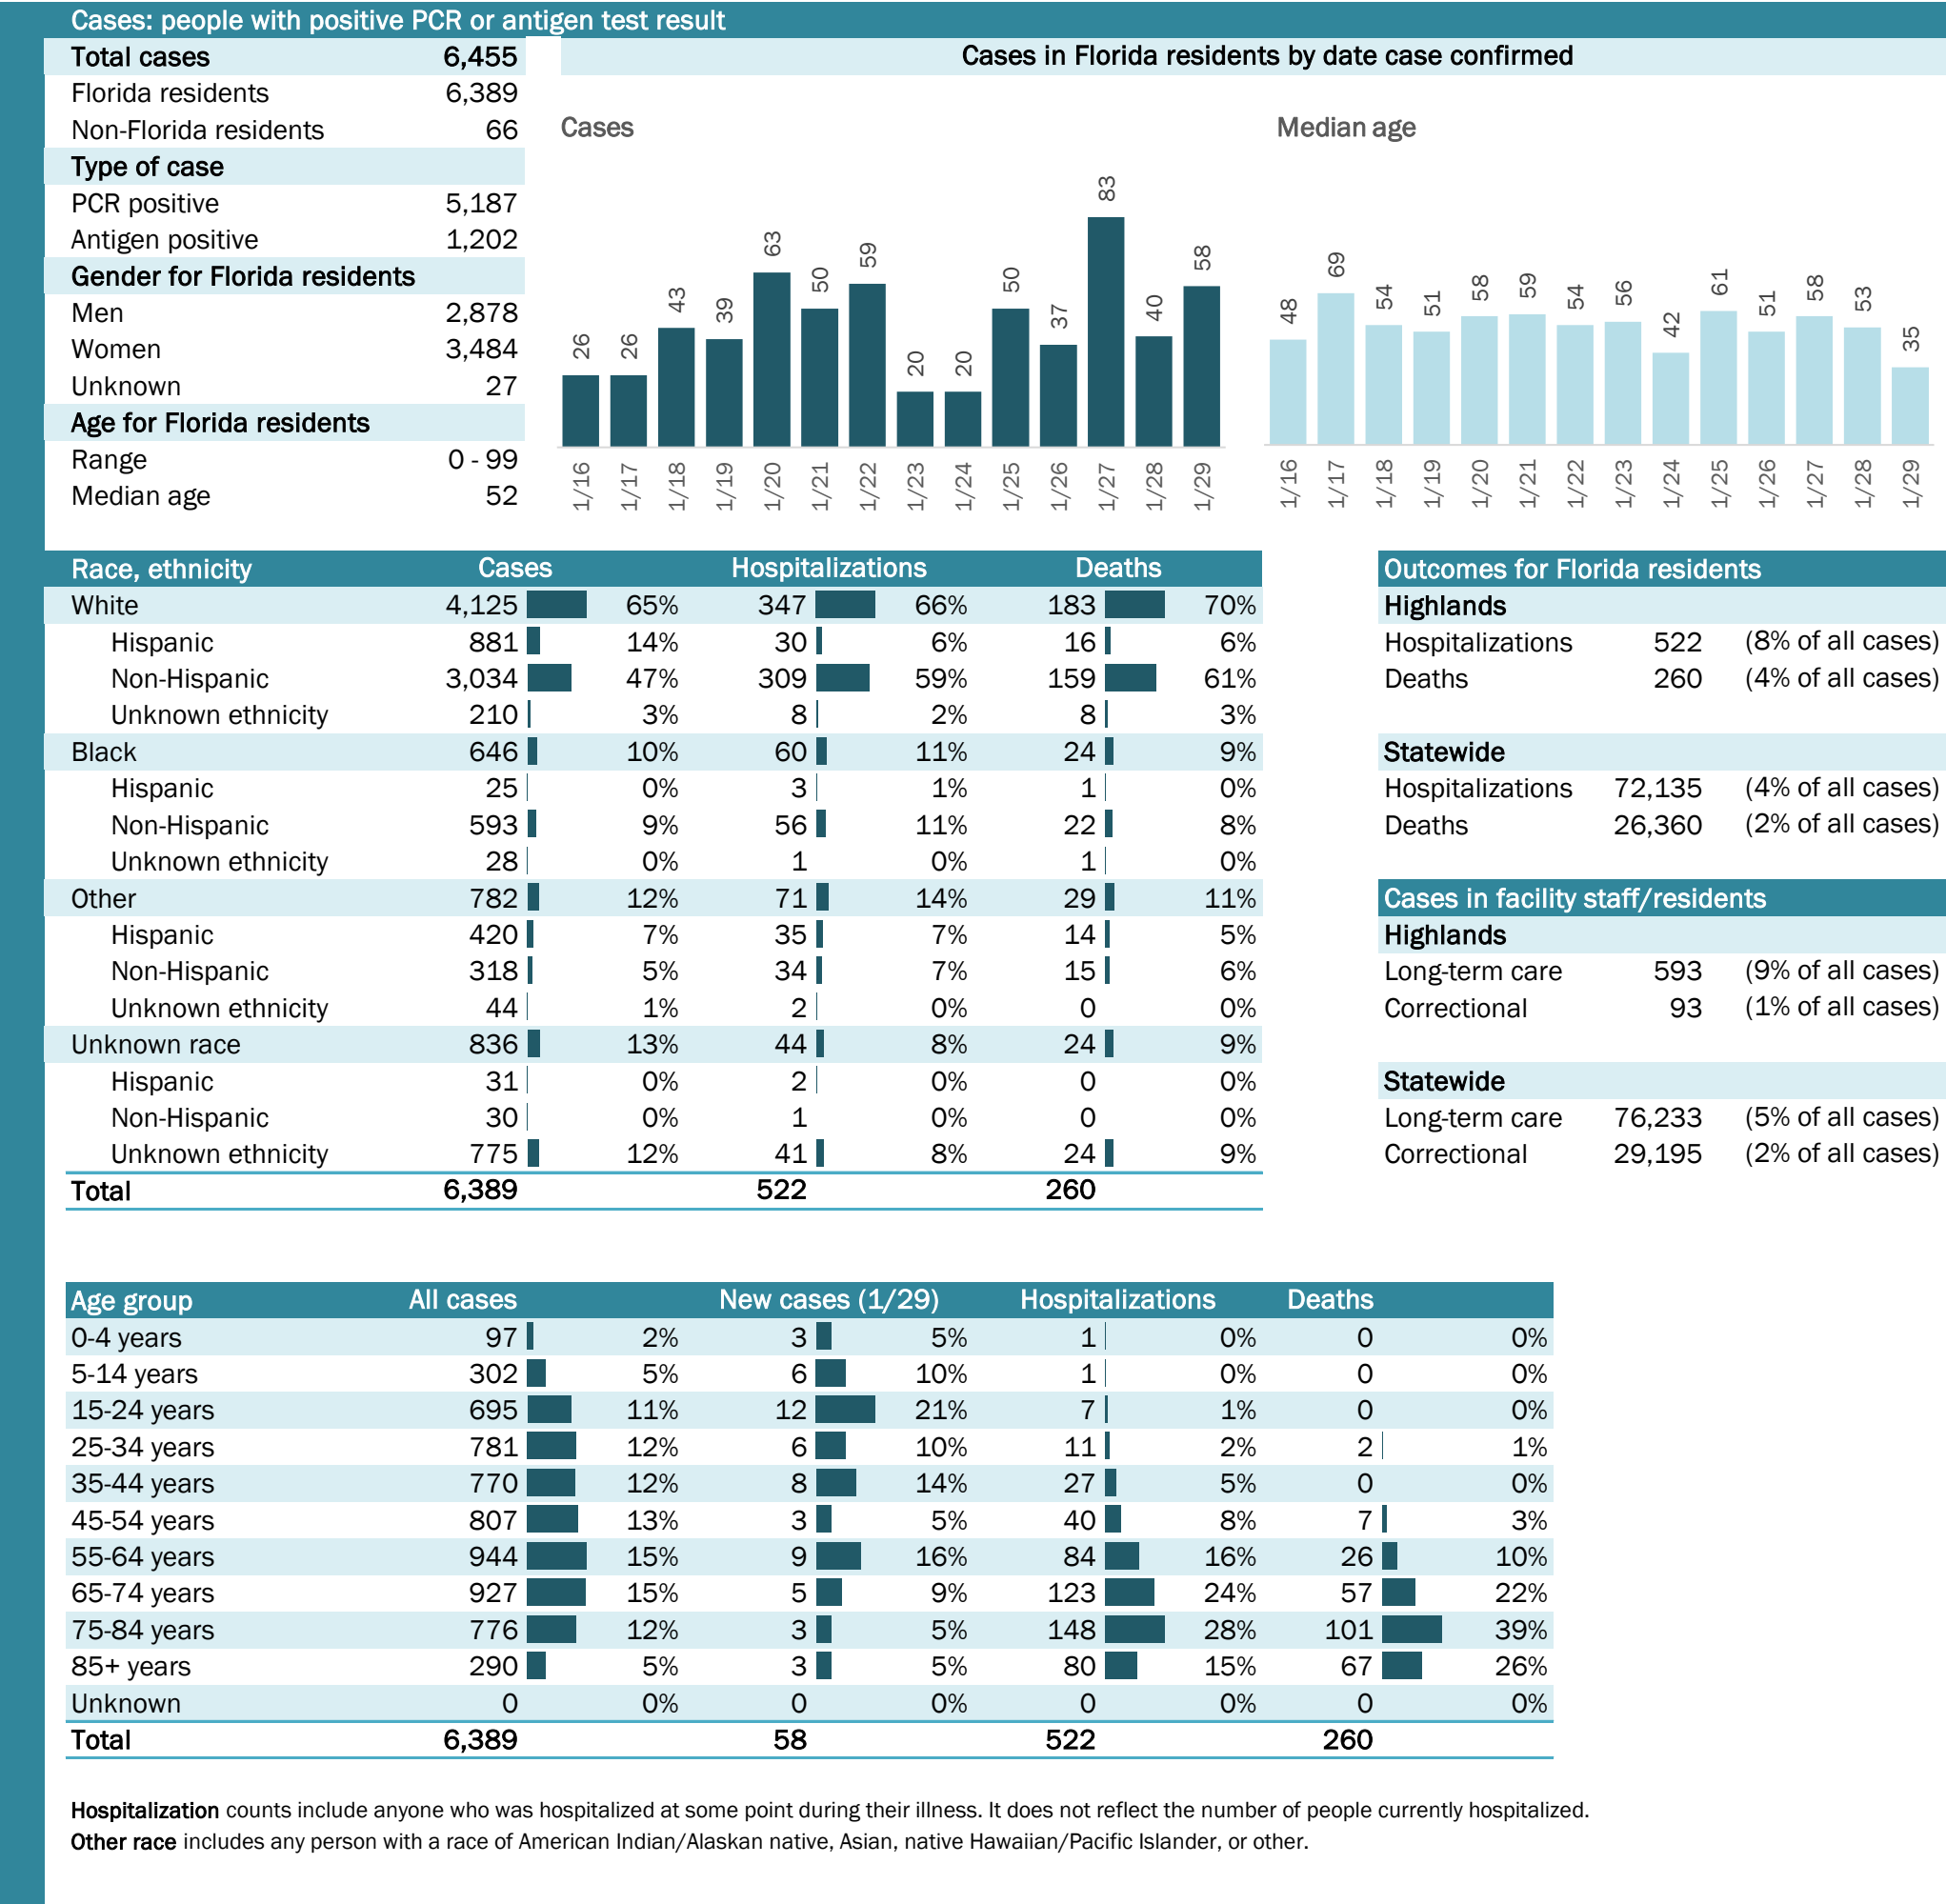 Cases: people with positive PCR or antigen test result
Total cases 6,455
Florida residents 6,389
Non-Florida residents 66
Type of case
PCR positive 5,187
Antigen positive 1,202
Gender for Florida residents
Men 2,878
Women 3,484
Unknown 27
Age for Florida residents
Range 0 - 99
Median age 52
Cases in Florida residents by date case confirmed
Cases
26 26 43 39 63 50 59 20 20 50 37 83 40 58
1/16 1/17 1/18 1/19 1/20 1/21 1/22 1/23 1/24 1/25 1/26 1/27 1/28 1/29
Median age
48 69 54 51 58 59 54 56 42 61 51 58 53 35
1/16 1/17 1/18 1/19 1/20 1/21 1/22 1/23 1/24 1/25 1/26 1/27 1/28 1/29
Race, ethnicity Cases Hospitalizations Deaths
White 4,125 65% 347 66% 183 70%
Hispanic 881 14% 30 6% 16 6%
Non-Hispanic 3,034 47% 309 59% 159 61%
Unknown ethnicity 210 3% 8 2% 8 3%
Black 646 10% 60 11% 24 9%
Hispanic 25 0% 3 1% 1 0%
Non-Hispanic 593 9% 56 11% 22 8%
Unknown ethnicity 28 0% 1 0% 1 0%
Other 782 12% 71 14% 29 11%
Hispanic 420 7% 35 7% 14 5%
Non-Hispanic 318 5% 34 7% 15 6%
Unknown ethnicity 44 1% 2 0% 0 0%
Unknown race 836 13% 44 8% 24 9%
Hispanic 31 0% 2 0% 0 0%
Non-Hispanic 30 0% 1 0% 0 0%
Unknown ethnicity 775 12% 41 8% 24 9%
Total 6,389 522 260
Outcomes for Florida residents
Highlands
Hospitalizations 522 (8% of all cases)
Deaths 260 (4% of all cases)
Statewide
Hospitalizations 72,135 (4% of all cases)
Deaths 26,360 (2% of all cases)
Cases in facility staff/residents
Highlands
Long-term care 593 (9% of all cases)
Correctional 93 (1% of all cases)
Statewide
Long-term care 76,233 (5% of all cases)
Correctional 29,195 (2% of all cases)
Age group All cases New cases (1/29) Hospitalizations Deaths
0-4 years 97 2% 3 5% 1 0% 0 0%
5-14 years 302 5% 6 10% 1 0% 0 0%
15-24 years 695 11% 12 21% 7 1% 0 0%
25-34 years 781 12% 6 10% 11 2% 2 1%
35-44 years 770 12% 8 14% 27 5% 0 0%
45-54 years 807 13% 3 5% 40 8% 7 3%
55-64 years 944 15% 9 16% 84 16% 26 10%
65-74 years 927 15% 5 9% 123 24% 57 22%
75-84 years 776 12% 3 5% 148 28% 101 39%
85+ years 290 5% 3 5% 80 15% 67 26%
Unknown 0 0% 0 0% 0 0% 0 0%
Total 6,389 58 522 260
Hospitalization counts include anyone who was hospitalized at some point during their illness. It does not reflect the number of people currently hospitalized.
Other race includes any person with a race of American Indian/Alaskan native, Asian, native Hawaiian/Pacific Islander, or other.